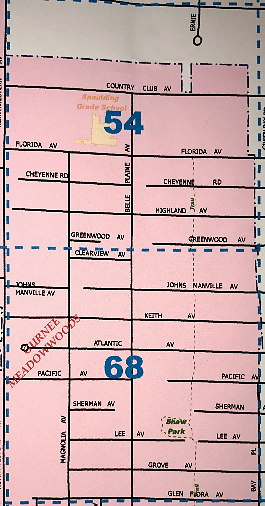 ERNIE
COUNTRY CLUB AV
Spaulding
Grade School
54
FLORIDA AV
FLORIDA AV
CHEYENNE RD
CHEYENNE RD
BELLE PLAINE AV
HIGHLAND AV
GREENWOOD AV
GREENWOOD AV
CLEARVIEW AV
JOHNS
MANVILLE AV
JOHNS MANVILLE AV
KEITH AV
GURNEE
MEADOWWOODS
ATLANTIC AV
68
PACIFIC AV
PACIFIC AV
SHERMAN AV
SHERMAN
Shaw
Park
MAGNOLIA AV
LEE AV
LEE AV
GROVE AV
BAY PL
GLEN FLORA AV